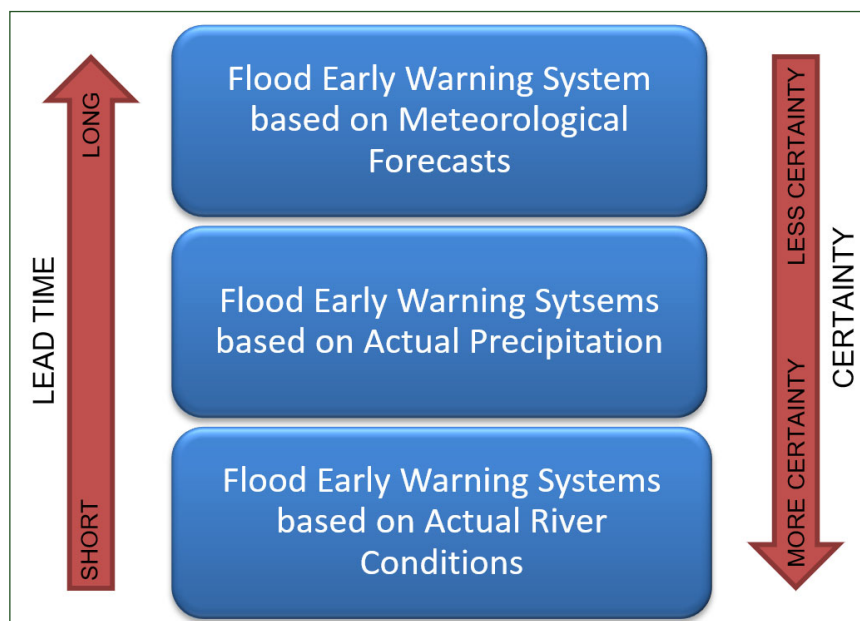 Flood Early Warning System
based on Meteorological
Forecasts
Flood Early Warning Sytsems
based on Actual Precipitation
Flood Early Warning Systems
based on Actual River
Conditions
LEAD TIME
LONG
SHORT
CERTAINTY
LESS CERTAINTY
MORE CERTAINTY